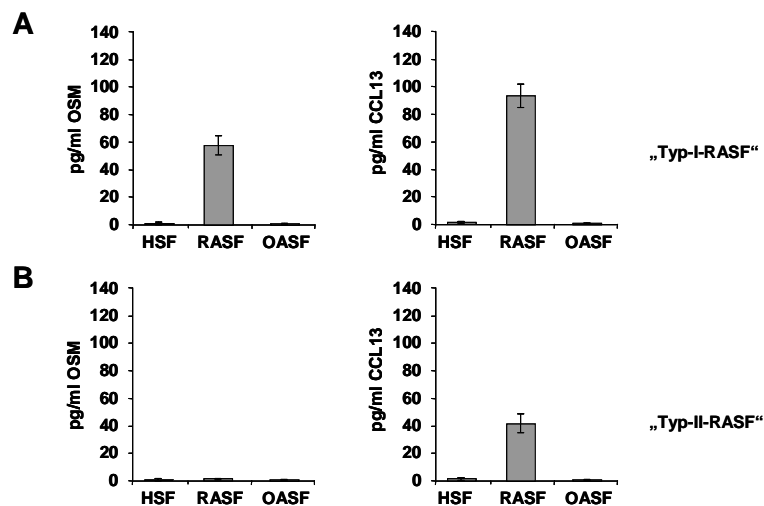 A
pg/ml OSM
140
120
100
80
60
40
20
0
HSF RASF OASF
pg/ml CCL13
140
120
100
80
60
40
20
0
HSF RASF OASF
„Typ-I-RASF“
B
pg/ml OSM
140
120
100
80
60
40
20
0
HSF RASF OASF
pg/ml CCL13
140
120
100
80
60
40
20
0
HSF RASF OASF
„Typ-II-RASF“